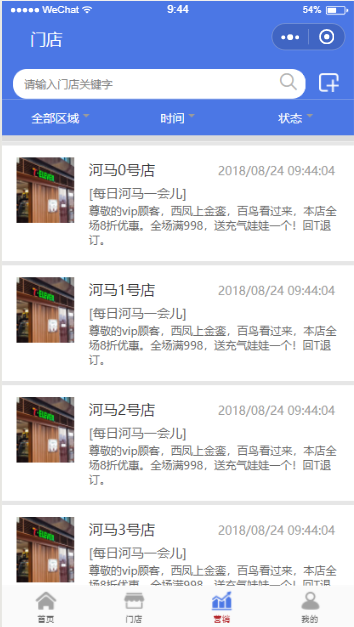 WeChat
9:44
54%
门店
请输入门店关键字
全部区域
时间
状态
河马0号店
2018/08/24 09:44:04
[每日河马一会儿]
尊敬的vip顾客，西凤上金銮，百鸟看过来，本店全
场8折优惠。全场满998，送充气娃娃一个！回T退
订。
河马1号店
2018/08/24 09:44:04
[每日河马一会儿]
尊敬的vip顾客，西凤上金銮，百鸟看过来，本店全
场8折优惠。全场满998，送充气娃娃一个！回T退
订。
河马2号店
2018/08/24 09:44:04
[每日河马一会儿]
尊敬的vip顾客，西凤上金銮，百鸟看过来，本店全
场8折优惠。全场满998，送充气娃娃一个！回T退
订。
河马3号店
2018/08/24 09:44:04
[每日河马一会儿]
尊敬的vip顾客，西凤上金銮，百鸟看过来，本店全
场8折优惠。全场满998，送充气娃娃一个！回T退
首页
门店
营销
我的